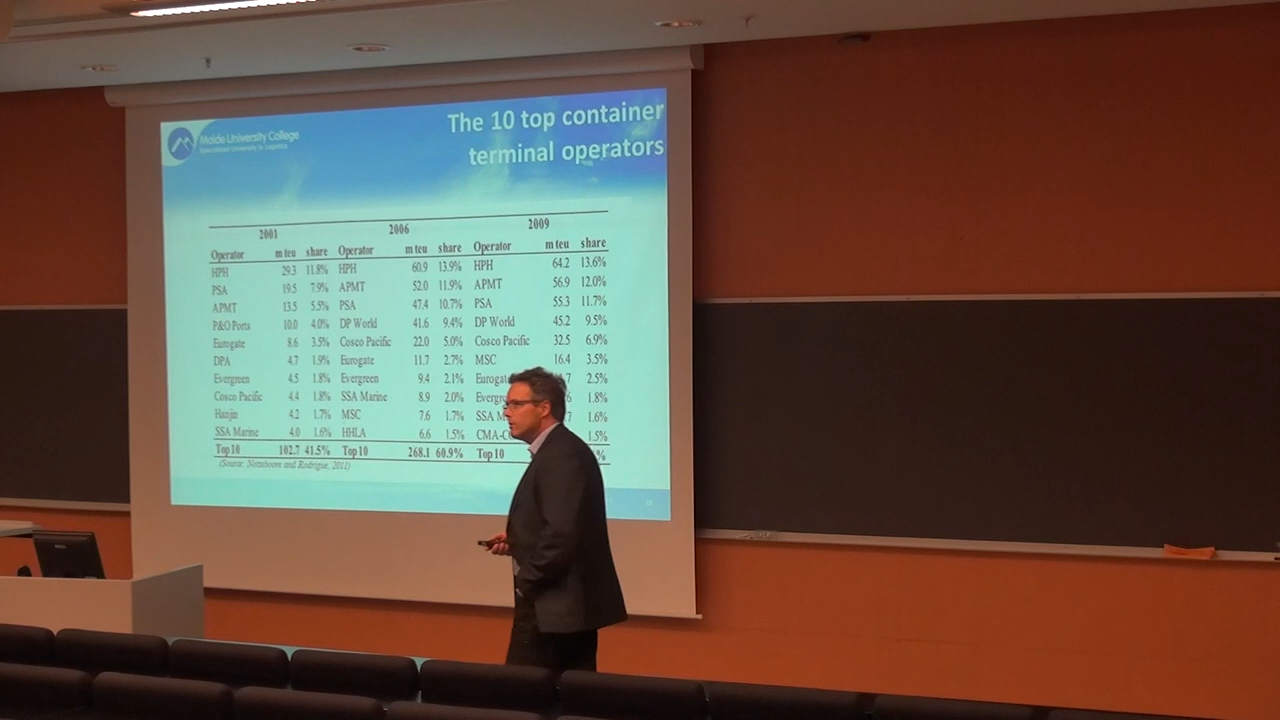 Molde University College
Specialized University in Logistics
The 10 top container
terminal operators
2001 2006 2009
Operator m teu share Operator m teu share Operator m teu share
HPH 29.3 11.8% HPH 60.9 13.9% HPH 64.2 13.6%
PSA 19.5 7.9% APMT 52.0 11.9% APMT 56.9 12.0%
APMT 13.5 5.5% PSA 47.4 10.7% PSA 55.3 11.7%
P&O Ports 10.0 4.0% DP World 41.6 9.4% DP World 45.2 9.5%
Eurogate 8.6 3.5% Cosco Pacific 22.0 5.0% Cosco Pacific 32.5 6.9%
DPA 4.7 1.9% Eurogate 11.7 2.7% MSC 16.4 3.5%
Evergreen 4.5 1.8% Evergreen 9.4 2.1% 2.5%
Cosco Pacific 4.4 1.8% SSA Marine 8.9 2.0% 1.8%
Hanjin 4.2 1.7% MSC 7.6 1.7% SSA 1.6%
SSA Marine 4.0 1.6% HHLA 6.6 1.5% 1.5%
Top 10 102.7 41.5% Top 10 268.1 60.9% Top 10
(Source: Notteboom and Rodrigue, 2011)